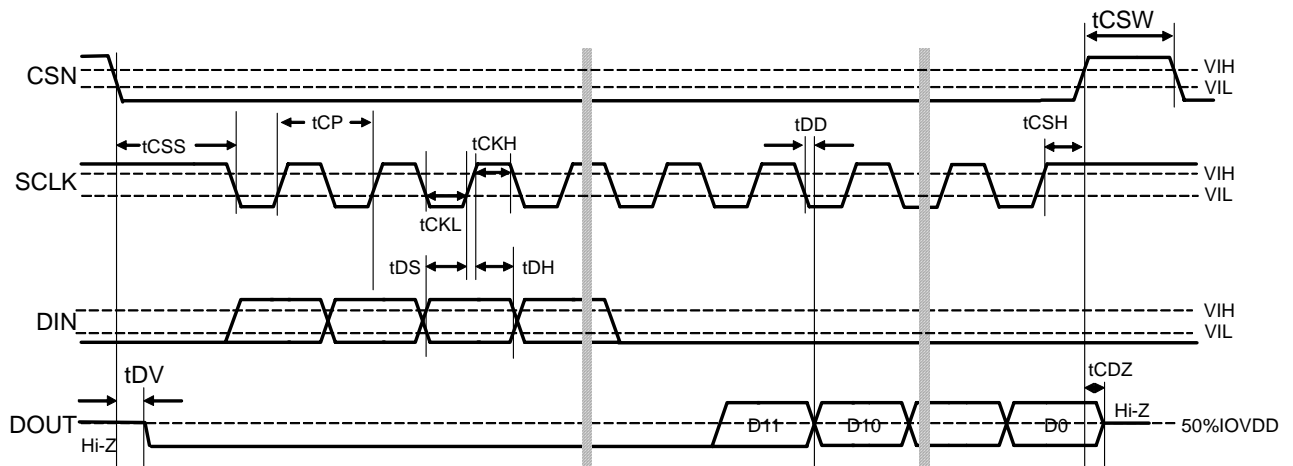 tCSW
CSN
VIH
VIL
tCSS
tCP
tCKH
tDD
tCSH
SCLK
VIH
VIL
tCKL
tDS
tDH
DIN
VIH
VIL
tDV
tCDZ
DOUT
Hi-Z
D11
D10
D0
Hi-Z
50%IOVDD